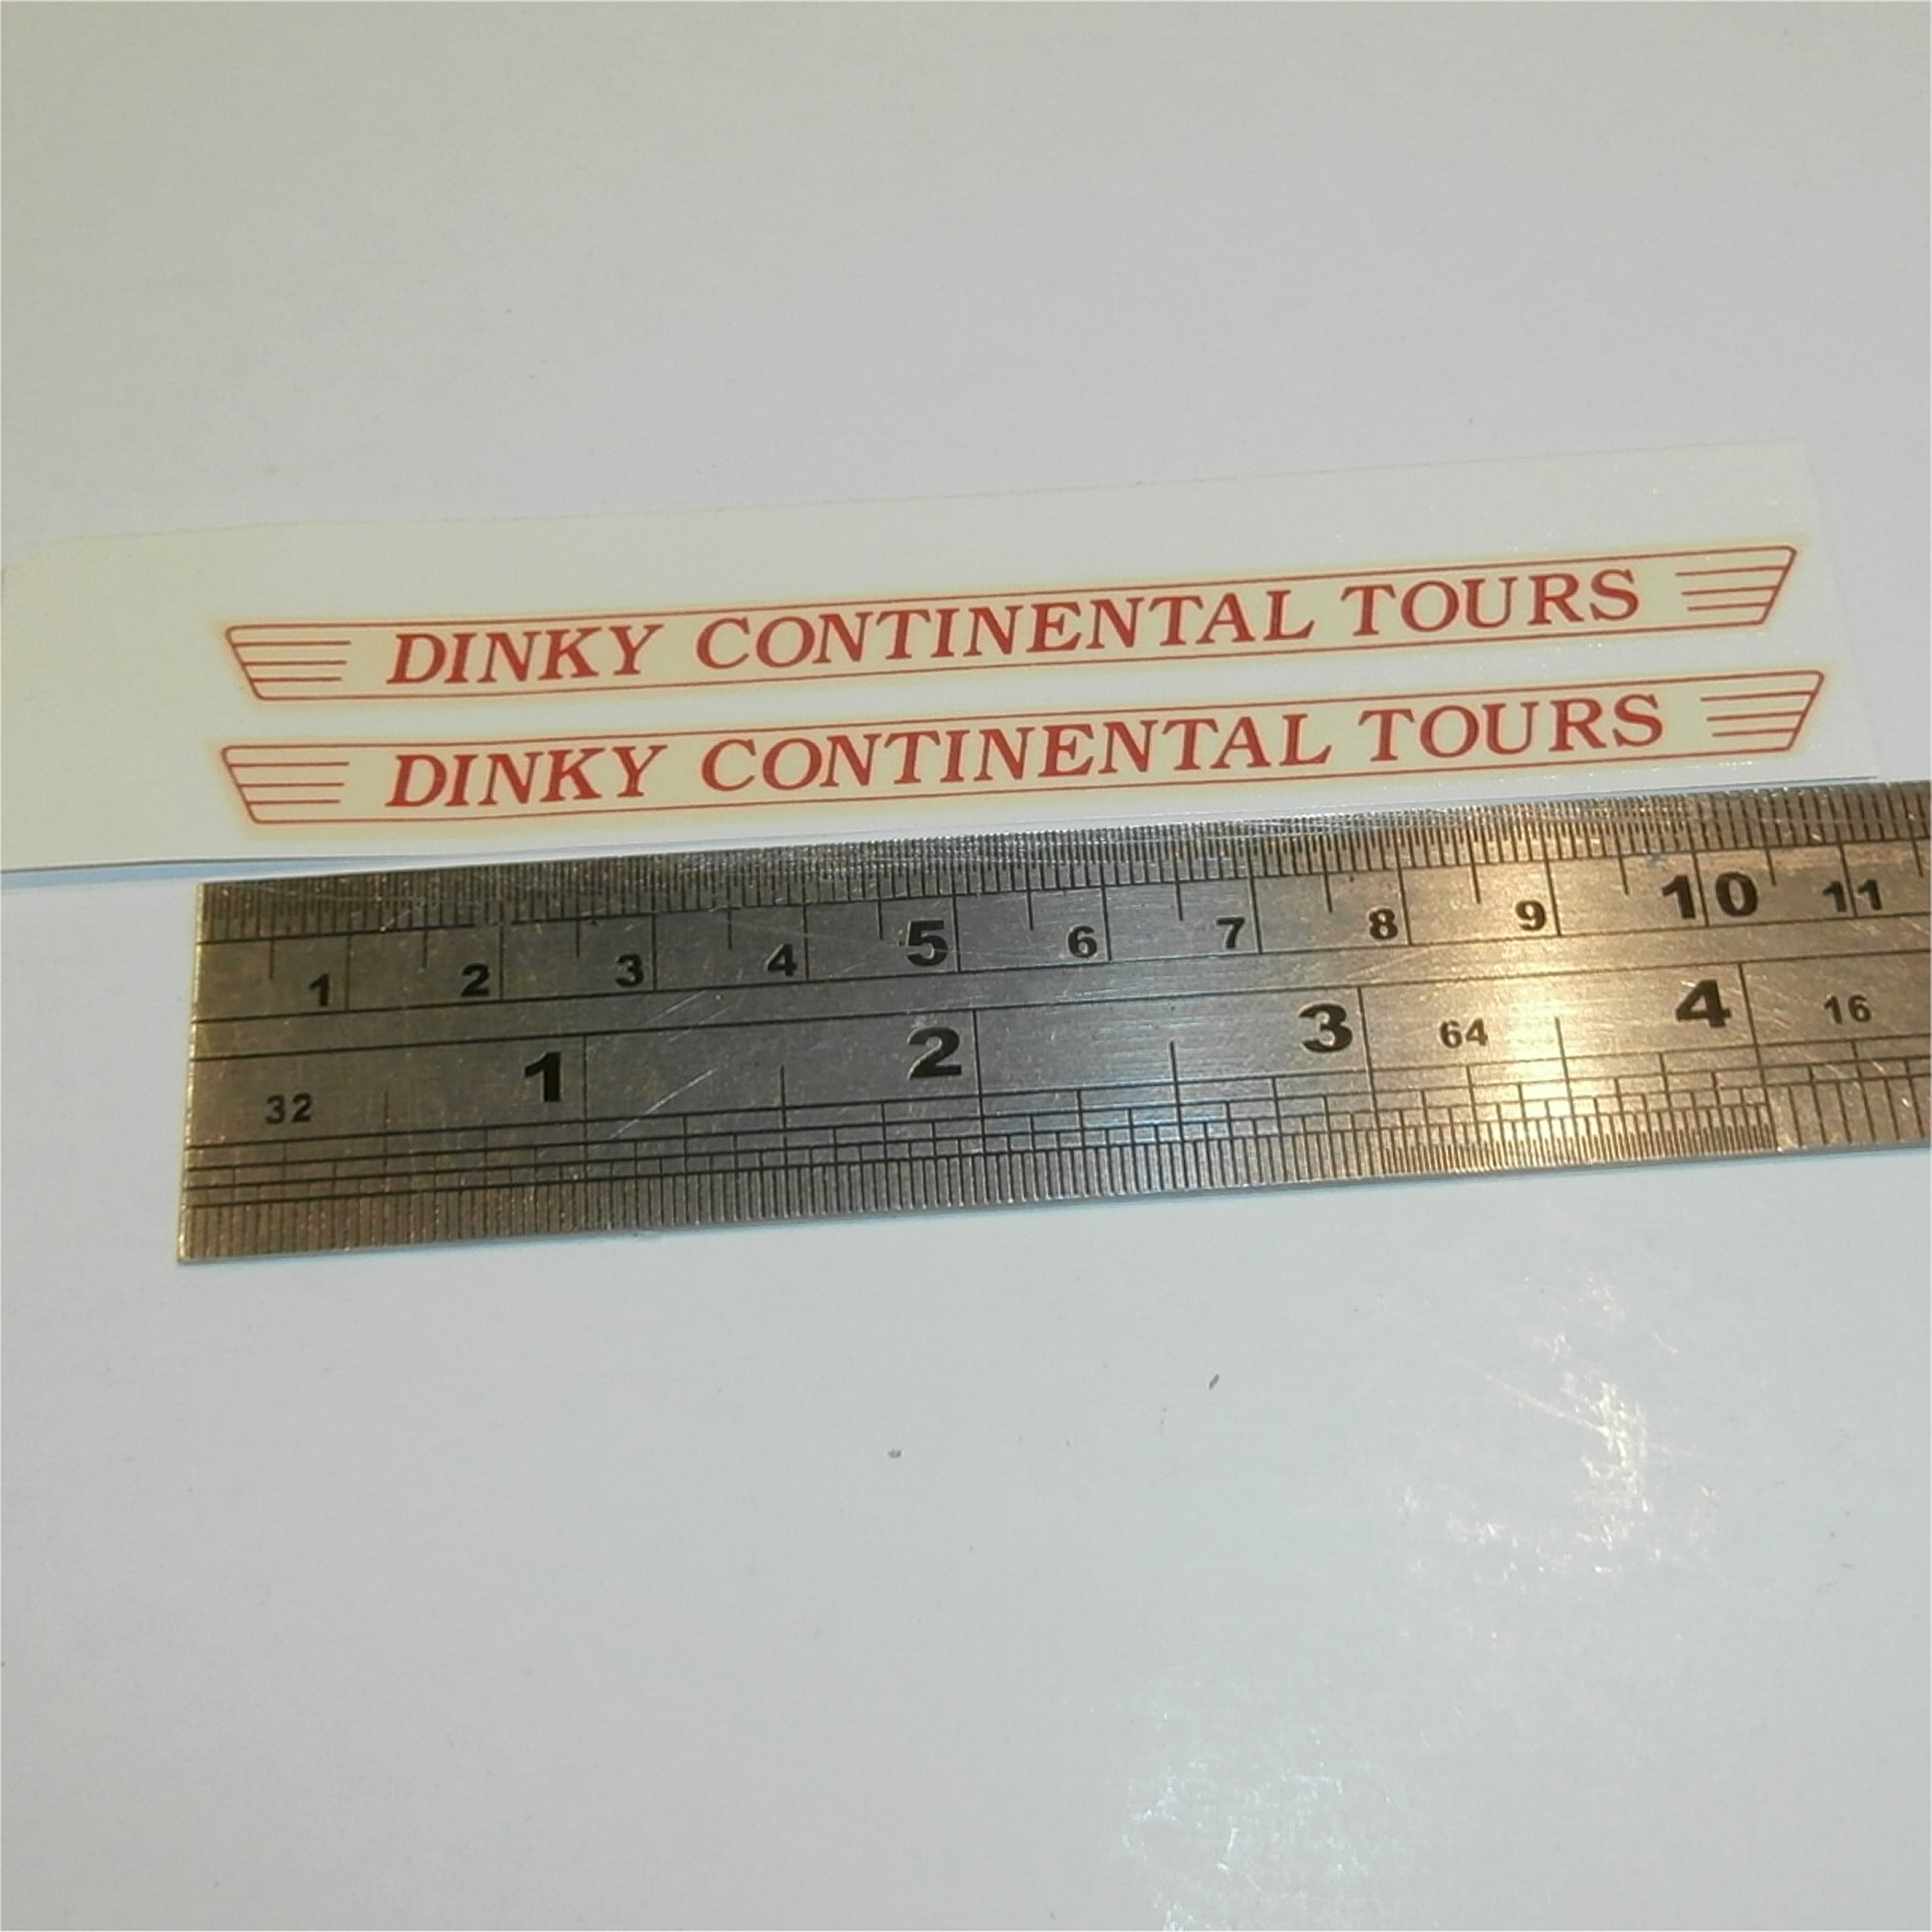 DINKY CONTINENTAL TOURS
DINKY CONTINENTAL TOURS
1 2 3 4 5 6 7 8 9 10 11
1 2 3 64 4 16
32